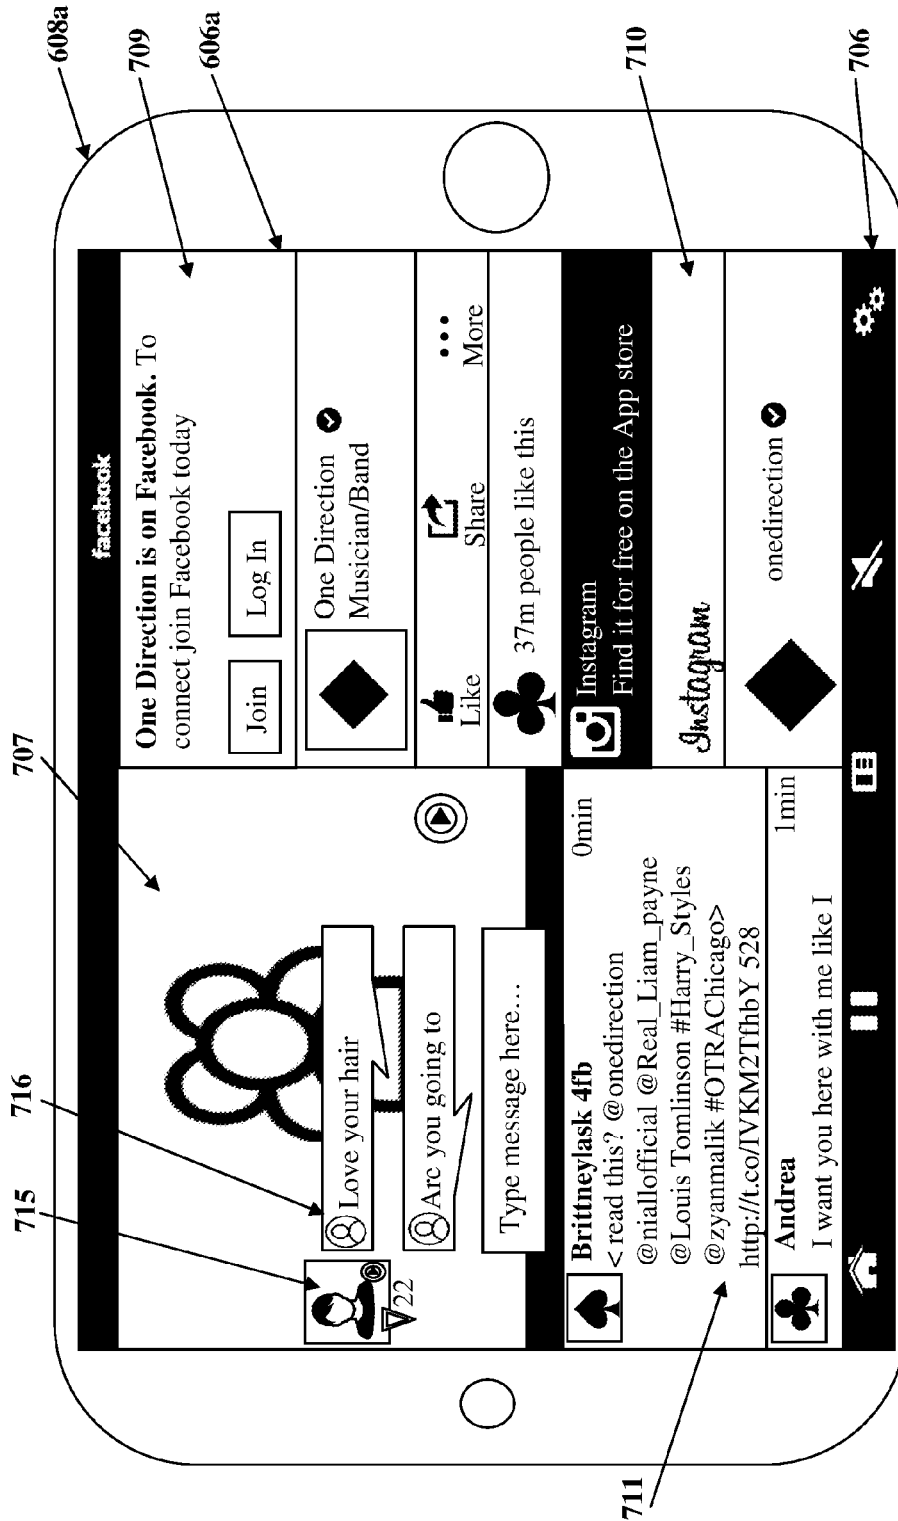 608a
709
606a
710
706
707
716
715
711
facebook
One Direction is on Facebook. To
connect join Facebook today
Join
Log In
One Direction
Musician/Band
Like
Share
More
37m people like this
Instagram
Find it for free on the App store
Instagram
onedirection
22
Love your hair
Arc you going to
Type message here...
Brittneylask 4fb
0min
< read this? @onedirection
@niallofficial @Real_Liam_payne
@Louis Tomlinson #Harry_Styles
@zyanmalik #OTRAChicago>
http://t.co/IVKM2TfhbY 528
Andrea
1min
I want you here with me like I